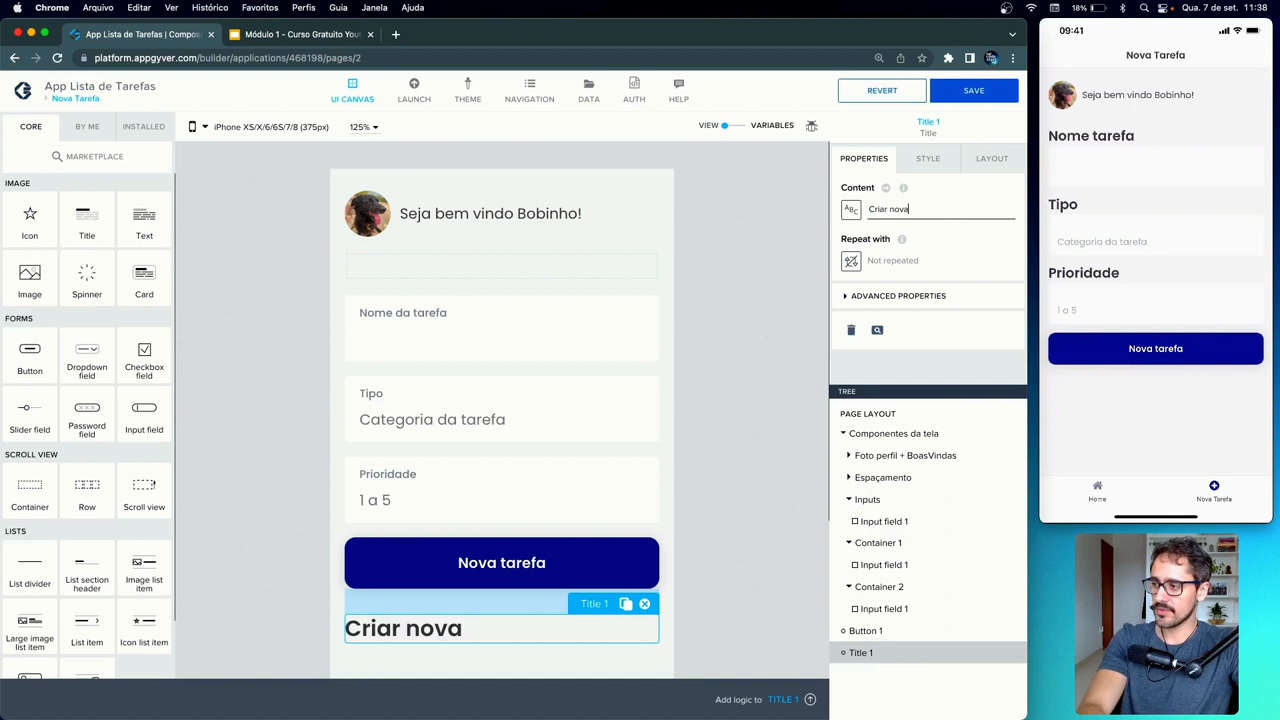 Chrome Arquivo Editar Ver Histórico Favoritos Perfis Guia Janela Ajuda
18% Qua. 7 de set. 11:38
App Lista de Tarefas | Compos
Módulo 1 - Curso Gratuito Yout
platform.appgyver.com/builder/applications/468198/pages/2
App Lista de Tarefas
Nova Tarefa
UI CANVAS
LAUNCH
THEME
NAVIGATION
DATA
AUTH
HELP
REVERT
SAVE
CORE
BY ME
INSTALLED
iPhone XS/X/6/6S/7/8 (375px)
125%
VIEW
VARIABLES
MARKETPLACE
IMAGE
Icon
Title
Text
Image
Spinner
Card
FORMS
Button
Dropdown field
Checkbox field
Slider field
Password field
Input field
SCROLL VIEW
Container
Row
Scroll view
LISTS
List divider
List section header
Image list item
Large image list item
List item
Icon list item
Seja bem vindo Bobinho!
Nome da tarefa
Tipo
Categoria da tarefa
Prioridade
1 a 5
Nova tarefa
Title 1
Criar nova
Add logic to TITLE 1
Title 1
Title
PROPERTIES
STYLE
LAYOUT
Content
ABC
Criar nova
Repeat with
Not repeated
ADVANCED PROPERTIES
TREE
PAGE LAYOUT
Componentes da tela
Foto perfil + BoasVindas
Espaçamento
Inputs
Input field 1
Container 1
Input field 1
Container 2
Input field 1
Button 1
Title 1
09:41
Nova Tarefa
Seja bem vindo Bobinho!
Nome tarefa
Tipo
Categoria da tarefa
Prioridade
1 a 5
Nova tarefa
Home
Nova Tarefa